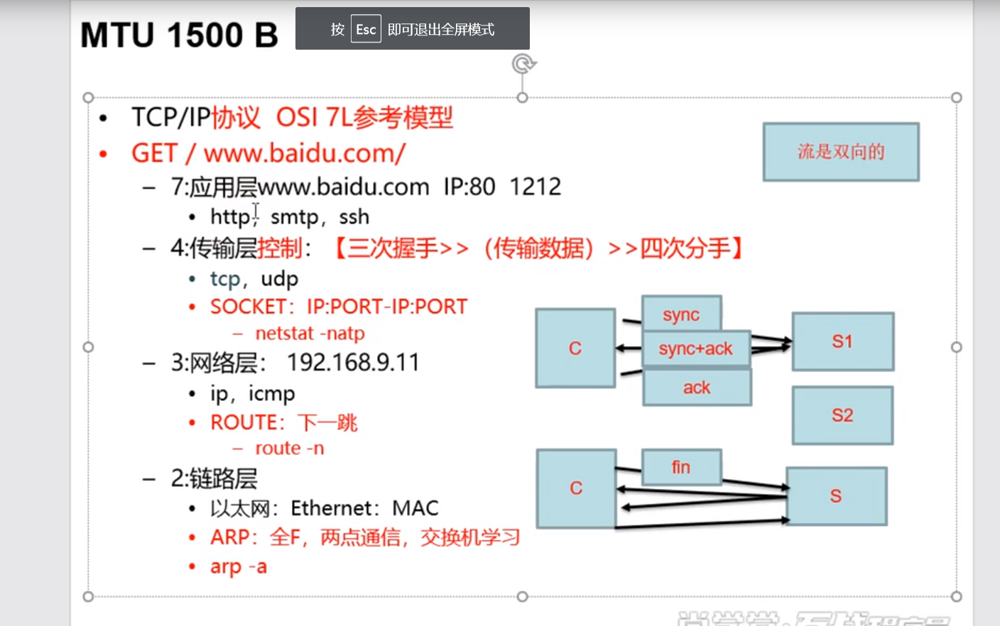 MTU 1500 B
按 Esc 即可退出全屏模式
• TCP/IP协议 OSI 7L参考模型
• GET / www.baidu.com/
– 7:应用层www.baidu.com IP:80 1212
• http，smtp，ssh
– 4:传输层控制：【三次握手>>（传输数据）>>四次分手】
• tcp，udp
• SOCKET：IP:PORT-IP:PORT
– netstat -natp
– 3:网络层： 192.168.9.11
• ip，icmp
• ROUTE：下一跳
– route -n
– 2:链路层
• 以太网：Ethernet：MAC
• ARP：全F，两点通信，交换机学习
• arp -a
流是双向的
C
sync
sync+ack
ack
S1
S2
C
fin
S